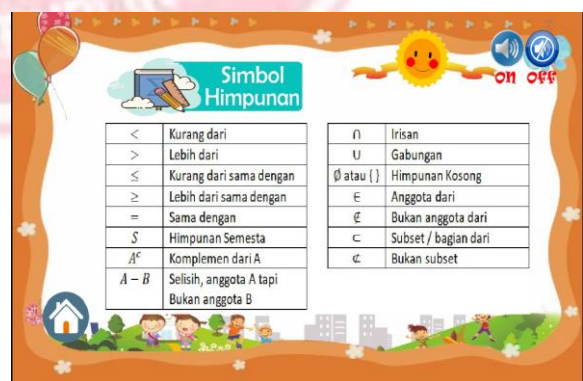 Simbol
Himpunan
ON OFF
< Kurang dari
> Lebih dari
≤ Kurang dari sama dengan
≥ Lebih dari sama dengan
= Sama dengan
S Himpunan Semesta
Aᶜ Komplemen dari A
A – B Selisih, anggota A tapi
Bukan anggota B
∩ Irisan
∪ Gabungan
Ø atau { } Himpunan Kosong
∈ Anggota dari
∉ Bukan anggota dari
⊂ Subset / bagian dari
⊄ Bukan subset